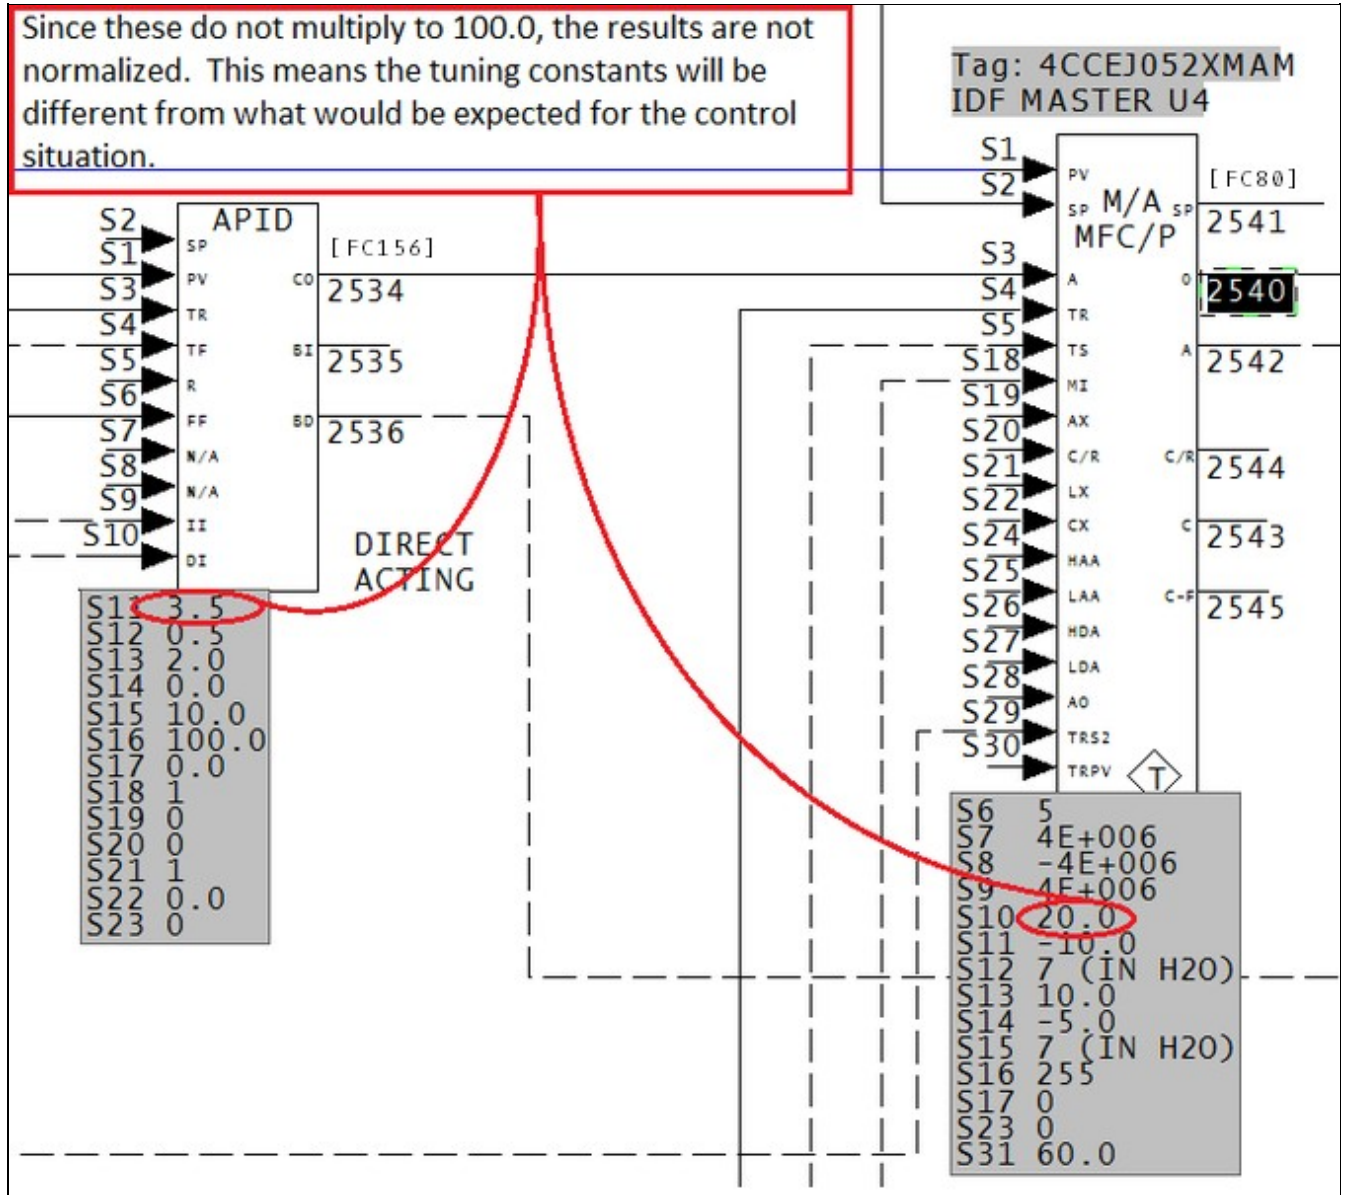 Since these do not multiply to 100.0, the results are not
normalized. This means the tuning constants will be
different from what would be expected for the control
situation.
Tag: 4CCEJ052XMAM
IDF MASTER U4
S2
S1
S3
S4
S5
S6
S7
S8
S9
S10
APID
SP
PV
TR
TF
R
FF
N/A
N/A
II
DI
CO
BI
BD
[FC156]
2534
2535
2536
DIRECT
ACTING
S11 3.5
S12 0.5
S13 2.0
S14 0.0
S15 10.0
S16 100.0
S17 0.0
S18 1
S19 0
S20 0
S21 1
S22 0.0
S23 0
S1
S2
S3
S4
S5
S18
S19
S20
S21
S22
S24
S25
S26
S27
S28
S29
S30
PV
SP M/A SP
MFC/P
A
TR
TS
MI
AX
C/R
LX
CX
HAA
LAA
HDA
LDA
AO
TRS2
TRPV
T
O
A
C/R
C
C-F
[FC80]
2541
2540
2542
2544
2543
2545
S6 5
S7 4E+006
S8 -4E+006
S9 4E+006
S10 20.0
S11 -10.0
S12 7 (IN H2O)
S13 10.0
S14 -5.0
S15 7 (IN H2O)
S16 255
S17 0
S23 0
S31 60.0